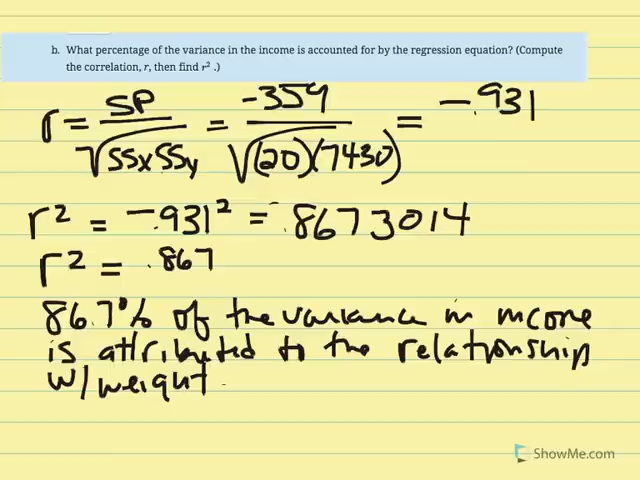 b. What percentage of the variance in the income is accounted for by the regression equation? (Compute
the correlation, r, then find r² .)
r = SP / √SSx SSy = -359 / √(20)(7430) = -.931
r² = -.931² = .8673014
r² = .867
86.7% of the variance in income
is attributed to the relationship
w/weight
ShowMe.com